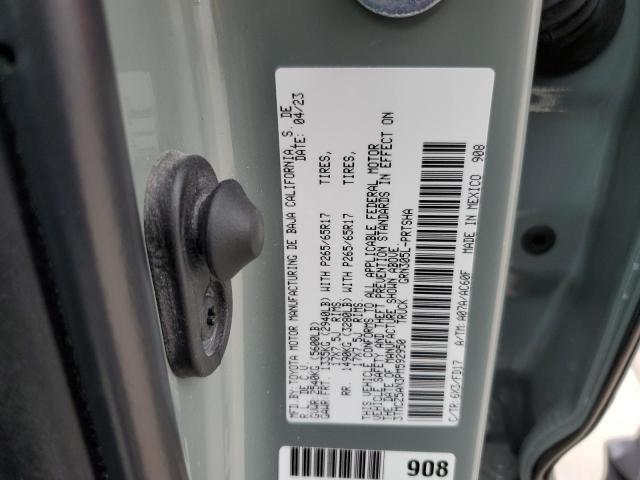 MFD. BY:
TOYOTA MOTOR MANUFACTURING DE BAJA CALIFORNIA, S. DE
R.L. DE C.V. DATE: 04/23
GVWR 2540KG (5600LB)
GAWR FRT. 1335KG (2940LB) WITH P265/65R17 TIRES,
17X7.5J RIMS
RR. 1490KG (3280LB) WITH P265/65R17 TIRES,
17X7.5J RIMS
THIS VEHICLE CONFORMS TO ALL APPLICABLE FEDERAL MOTOR
VEHICLE SAFETY AND THEFT PREVENTION STANDARDS IN EFFECT ON
THE DATE OF MANUFACTURE SHOWN ABOVE.
3TMCZ5AN3PM592950 TRUCK GRN305L-PRTSHA
C/TR:6X3/FD17 A/TM:A07A/AC60F MADE IN MEXICO 908
908